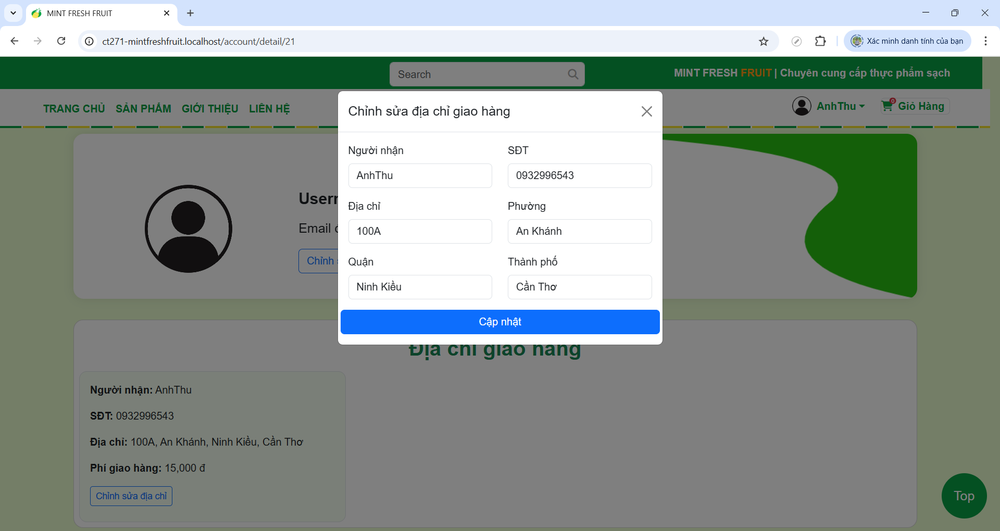 MINT FRESH FRUIT
ct271-mintfreshfruit.localhost/account/detail/21
Xác minh danh tính của bạn
Search
MINT FRESH FRUIT | Chuyên cung cấp thực phẩm sạch
TRANG CHỦ SẢN PHẨM GIỚI THIỆU LIÊN HỆ
AnhThu
0
Giỏ Hàng
Chỉnh sửa địa chỉ giao hàng
Người nhận
SĐT
AnhThu
0932996543
Địa chỉ
Phường
100A
An Khánh
Quận
Thành phố
Ninh Kiều
Cần Thơ
Cập nhật
Email
Chỉnh
Địa chỉ giao hàng
Người nhận: AnhThu
SĐT: 0932996543
Địa chỉ: 100A, An Khánh, Ninh Kiều, Cần Thơ
Phí giao hàng: 15,000 đ
Chỉnh sửa địa chỉ
Top